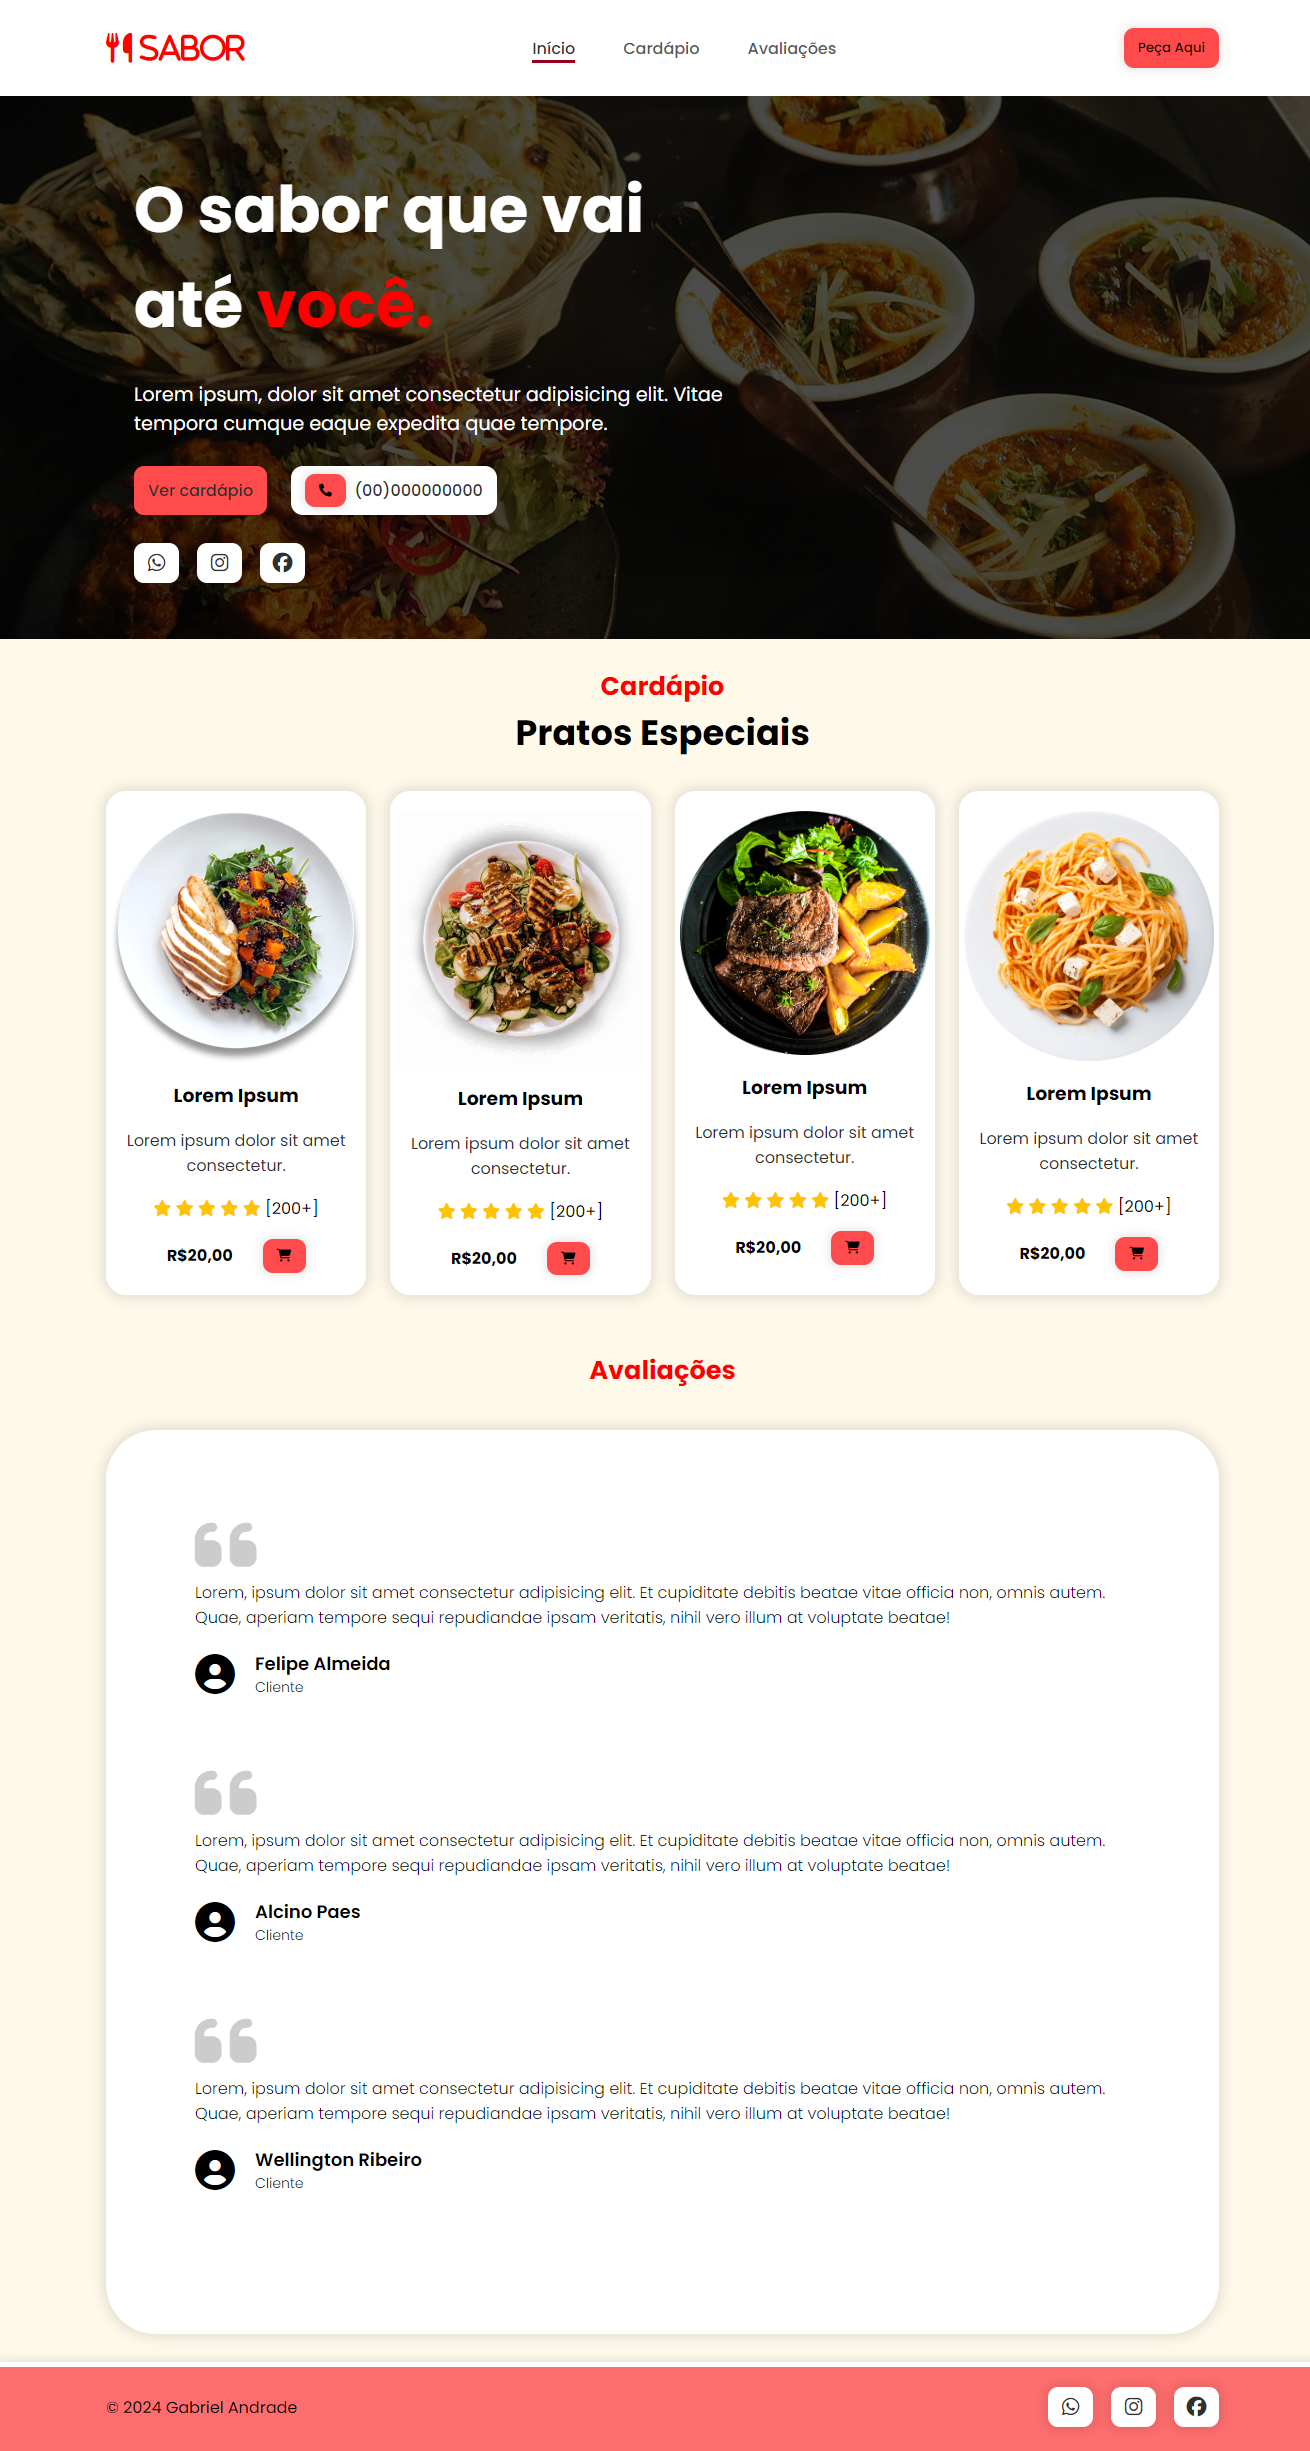 SABOR
Início
Cardápio
Avaliações
Peça Aqui
O sabor que vai
até você.
Lorem ipsum, dolor sit amet consectetur adipisicing elit. Vitae
tempora cumque eaque expedita quae tempore.
Ver cardápio
(00)000000000
Cardápio
Pratos Especiais
Lorem Ipsum
Lorem ipsum dolor sit amet
consectetur.
[200+]
R$20,00
Lorem Ipsum
Lorem ipsum dolor sit amet
consectetur.
[200+]
R$20,00
Lorem Ipsum
Lorem ipsum dolor sit amet
consectetur.
[200+]
R$20,00
Lorem Ipsum
Lorem ipsum dolor sit amet
consectetur.
[200+]
R$20,00
Avaliações
Lorem, ipsum dolor sit amet consectetur adipisicing elit. Et cupiditate debitis beatae vitae officia non, omnis autem.
Quae, aperiam tempore sequi repudiandae ipsam veritatis, nihil vero illum at voluptate beatae!
Felipe Almeida
Cliente
Lorem, ipsum dolor sit amet consectetur adipisicing elit. Et cupiditate debitis beatae vitae officia non, omnis autem.
Quae, aperiam tempore sequi repudiandae ipsam veritatis, nihil vero illum at voluptate beatae!
Alcino Paes
Cliente
Lorem, ipsum dolor sit amet consectetur adipisicing elit. Et cupiditate debitis beatae vitae officia non, omnis autem.
Quae, aperiam tempore sequi repudiandae ipsam veritatis, nihil vero illum at voluptate beatae!
Wellington Ribeiro
Cliente
© 2024 Gabriel Andrade